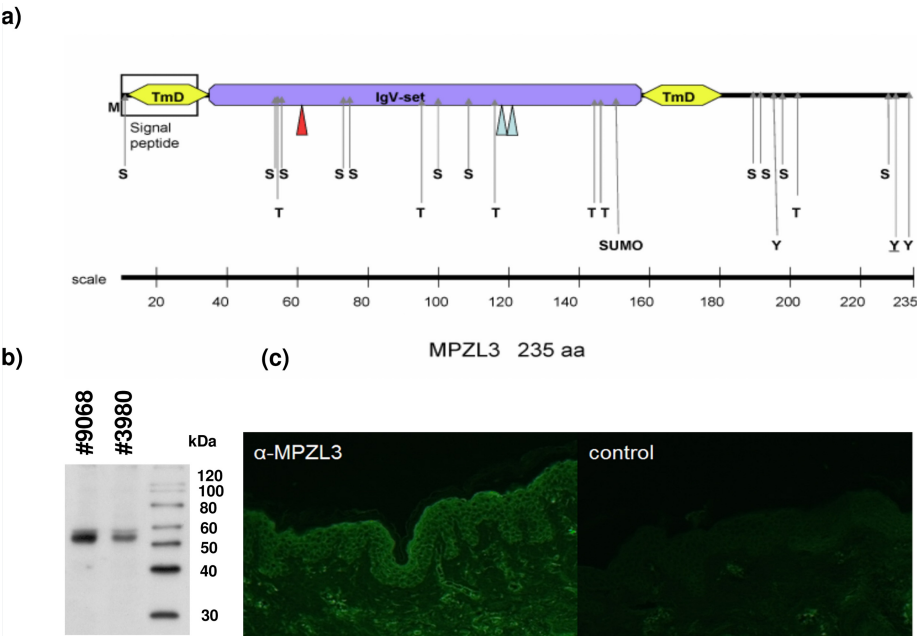 a)
TmD IgV-set TmD
M
Signal
peptide
S S S S S S S S S S S
T T T T T T
SUMO Y Y Y
scale
20 40 60 80 100 120 140 160 180 200 220 235
MPZL3 235 aa
b) (c)
#9068
#3980
kDa
120
100
80
60
50
40
30
α-MPZL3
control